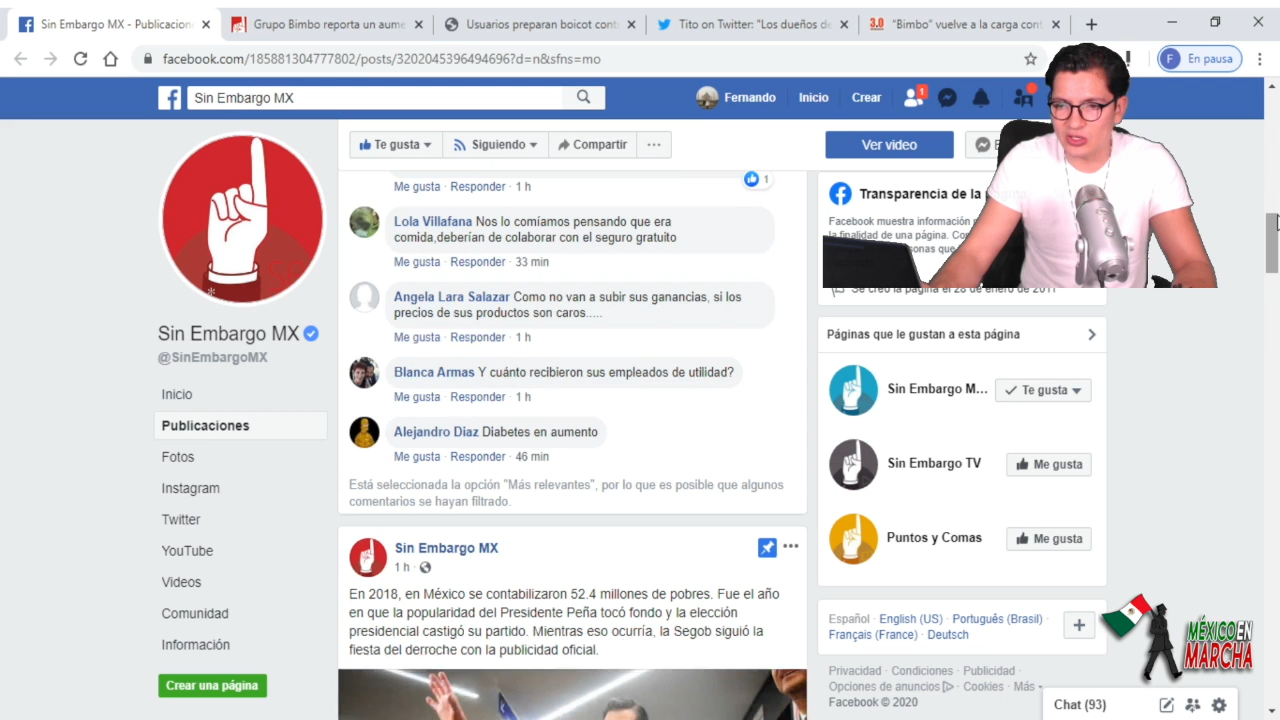 Sin Embargo MX - Publicacion
Grupo Bimbo reporta un aume
Usuarios preparan boicot cont
Tito on Twitter: "Los dueños de
3.0 "Bimbo" vuelve a la carga cont
facebook.com/185881304777802/posts/3202045396494696?d=n&sfns=mo
F En pausa
Sin Embargo MX
Fernando Inicio Crear 1
Te gusta Siguiendo Compartir ...
Ver video
Me gusta · Responder · 1 h
1
Lola Villafana Nos lo comíamos pensando que era
comida,deberían de colaborar con el seguro gratuito
Me gusta · Responder · 33 min
Angela Lara Salazar Como no van a subir sus ganancias, si los
precios de sus productos son caros.....
Me gusta · Responder · 1 h
Blanca Armas Y cuánto recibieron sus empleados de utilidad?
Me gusta · Responder · 1 h
Alejandro Diaz Diabetes en aumento
Me gusta · Responder · 46 min
Está seleccionada la opción "Más relevantes", por lo que es posible que algunos
comentarios se hayan filtrado.
Sin Embargo MX
1 h ·
En 2018, en México se contabilizaron 52.4 millones de pobres. Fue el año
en que la popularidad del Presidente Peña tocó fondo y la elección
presidencial castigó su partido. Mientras eso ocurría, la Segob siguió la
fiesta del derroche con la publicidad oficial.
Sin Embargo MX
@SinEmbargoMX
Inicio
Publicaciones
Fotos
Instagram
Twitter
YouTube
Videos
Comunidad
Información
Crear una página
Transparencia de la
Facebook muestra información
la finalidad de una página.
Se creó la página el 28 de enero de 2011
Páginas que le gustan a esta página
Sin Embargo M... Te gusta
Sin Embargo TV Me gusta
Puntos y Comas Me gusta
Español · English (US) · Português (Brasil) ·
Français (France) · Deutsch
Privacidad · Condiciones · Publicidad ·
Opciones de anuncios · Cookies · Más
Facebook © 2020
MÉXICO EN
MARCHA
Chat (93)